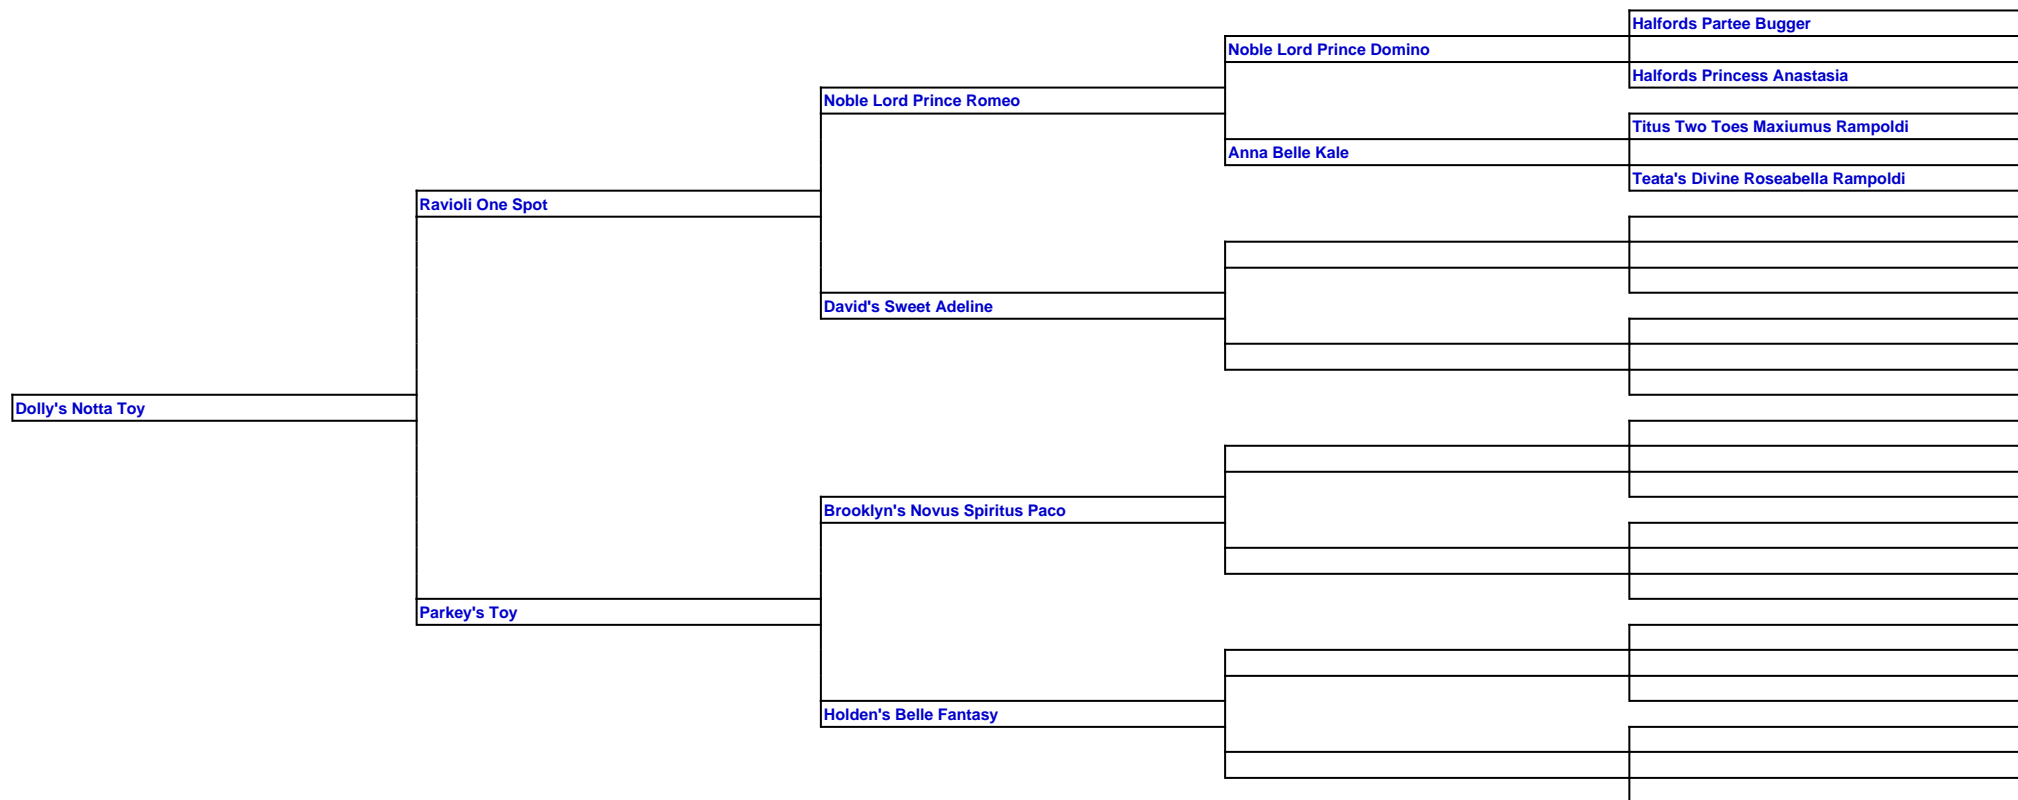 Halfords Partee Bugger
Noble Lord Prince Domino
Halfords Princess Anastasia
Noble Lord Prince Romeo
Titus Two Toes Maxiumus Rampoldi
Anna Belle Kale
Teata's Divine Roseabella Rampoldi
Ravioli One Spot
David's Sweet Adeline
Dolly's Notta Toy
Brooklyn's Novus Spiritus Paco
Parkey's Toy
Holden's Belle Fantasy